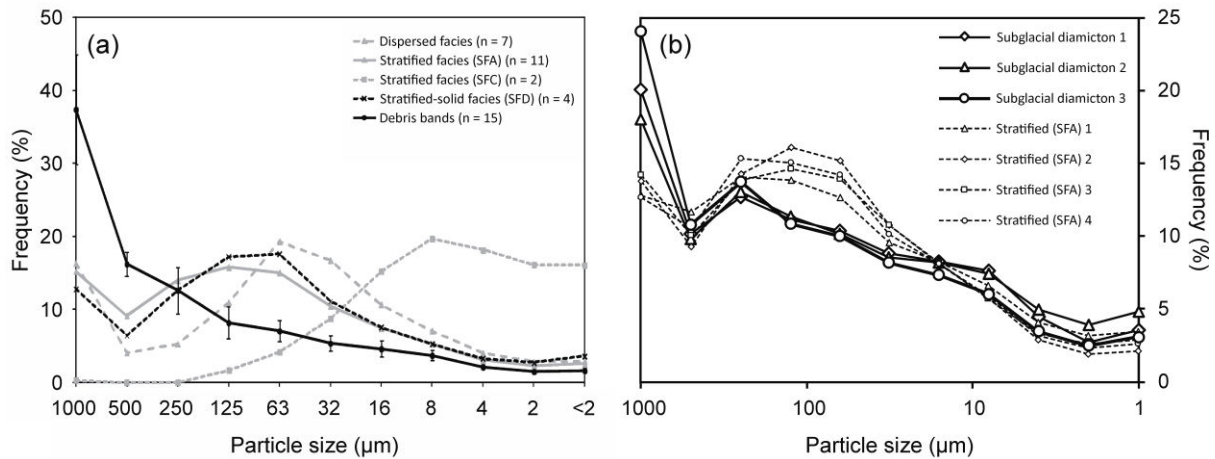 (a)
Frequency (%)
50
40
30
20
10
0
Dispersed facies (n = 7)
Stratified facies (SFA) (n = 11)
Stratified facies (SFC) (n = 2)
Stratified-solid facies (SFD) (n = 4)
Debris bands (n = 15)
1000 500 250 125 63 32 16 8 4 2 <2
Particle size (µm)
(b)
Subglacial diamicton 1
Subglacial diamicton 2
Subglacial diamicton 3
Stratified (SFA) 1
Stratified (SFA) 2
Stratified (SFA) 3
Stratified (SFA) 4
25
20
15
10
5
0
Frequency (%)
1000 100 10 1
Particle size (µm)